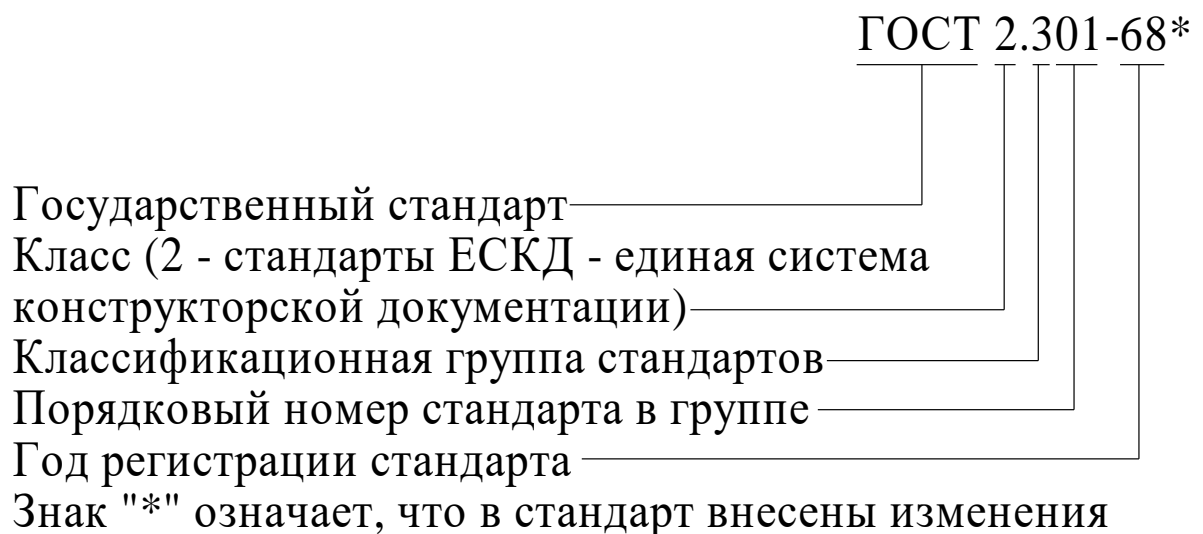 ГОСТ 2.301-68*
Государственный стандарт
Класс (2 - стандарты ЕСКД - единая система
конструкторской документации)
Классификационная группа стандартов
Порядковый номер стандарта в группе
Год регистрации стандарта
Знак "*" означает, что в стандарт внесены изменения